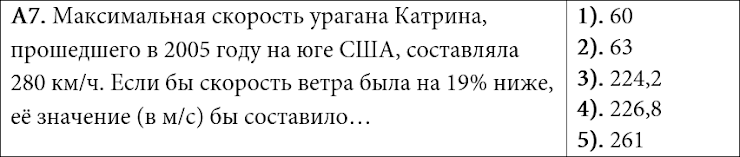 А7. Максимальная скорость урагана Катрина,
прошедшего в 2005 году на юге США, составляла
280 км/ч. Если бы скорость ветра была на 19% ниже,
её значение (в м/с) бы составило…
1). 60
2). 63
3). 224,2
4). 226,8
5). 261